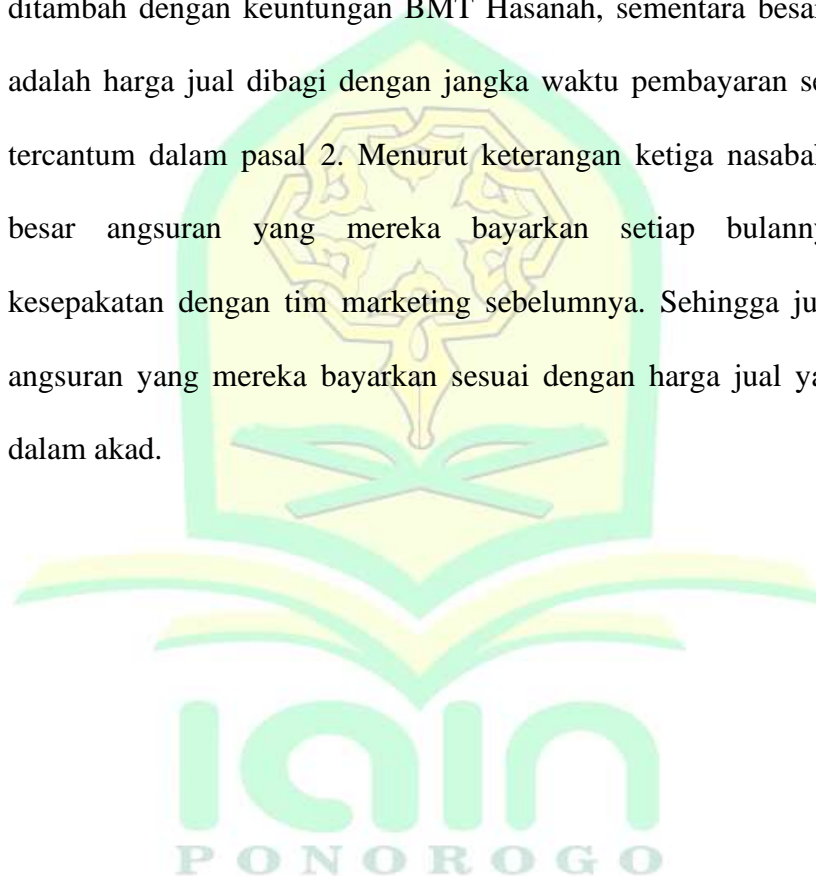 ditambah dengan keuntungan BMT Hasanah, sementara besar
adalah harga jual dibagi dengan jangka waktu pembayaran se
tercantum dalam pasal 2. Menurut keterangan ketiga nasabah
besar angsuran yang mereka bayarkan setiap bulanny
kesepakatan dengan tim marketing sebelumnya. Sehingga ju
angsuran yang mereka bayarkan sesuai dengan harga jual ya
dalam akad.
iain
PONOROGO